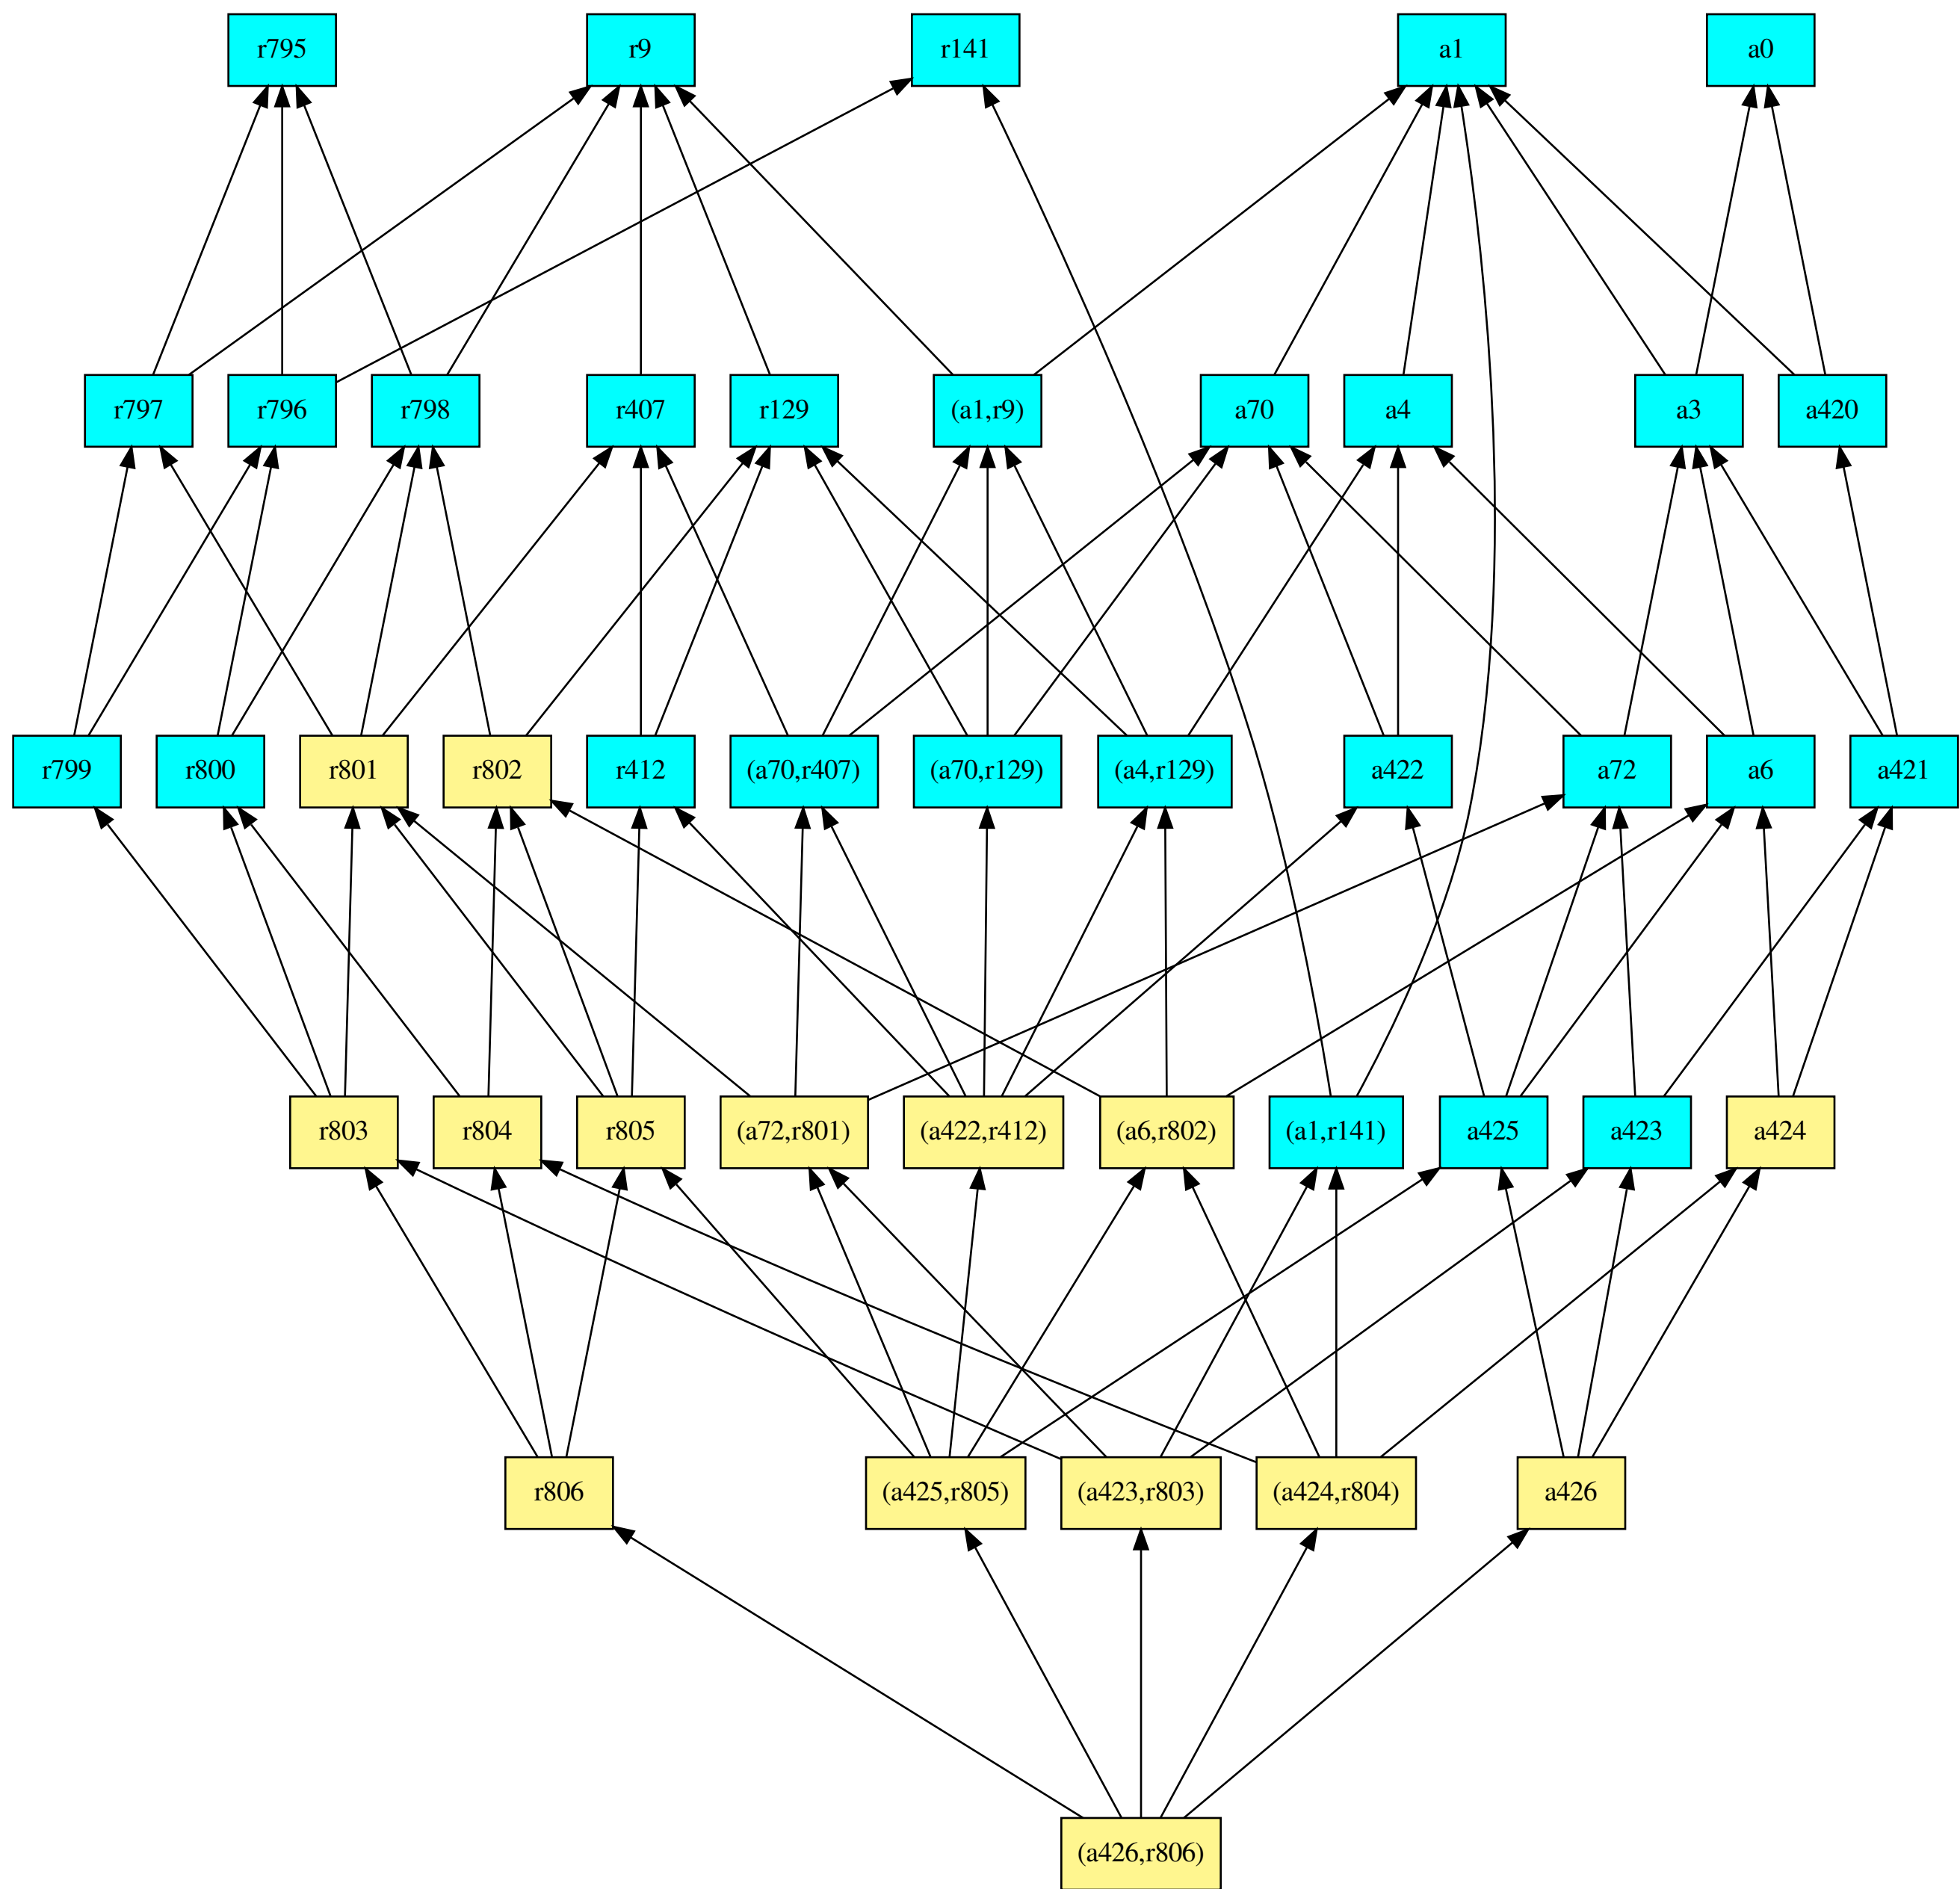 r795
r9
r141
a1
a0
r797
r796
r798
r407
r129
(a1,r9)
a70
a4
a3
a420
r799
r800
r801
r802
r412
(a70,r407)
(a70,r129)
(a4,r129)
a422
a72
a6
a421
r803
r804
r805
(a72,r801)
(a422,r412)
(a6,r802)
(a1,r141)
a425
a423
a424
r806
(a425,r805)
(a423,r803)
(a424,r804)
a426
(a426,r806)